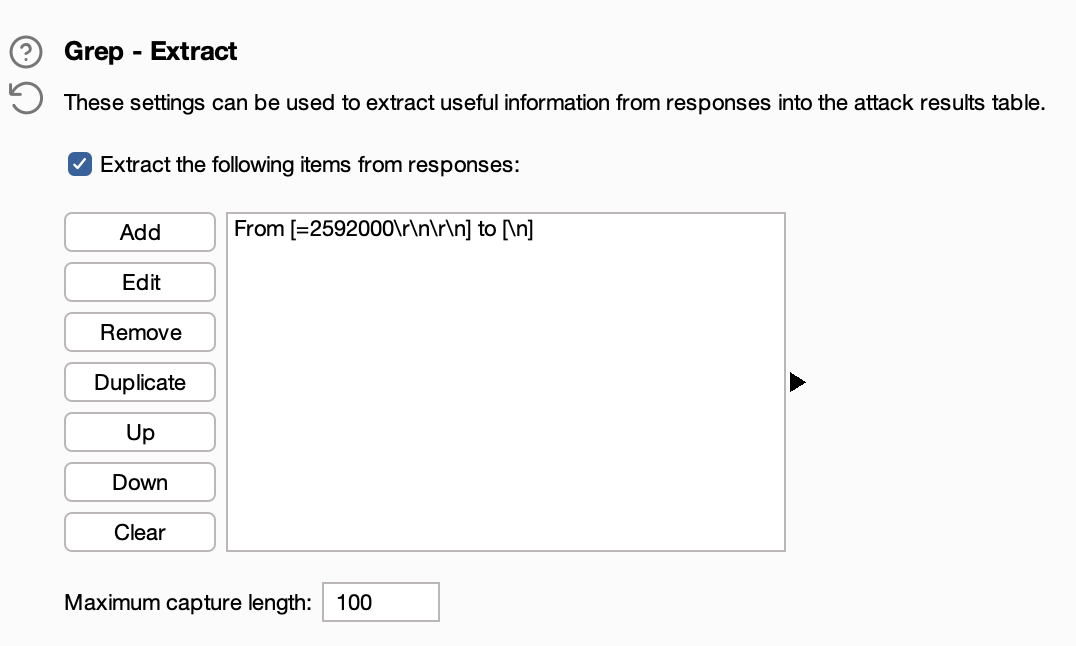 Grep - Extract
These settings can be used to extract useful information from responses into the attack results table.
Extract the following items from responses:
Add
From [=2592000\r\n\r\n] to [\n]
Edit
Remove
Duplicate
Up
Down
Clear
Maximum capture length: 100